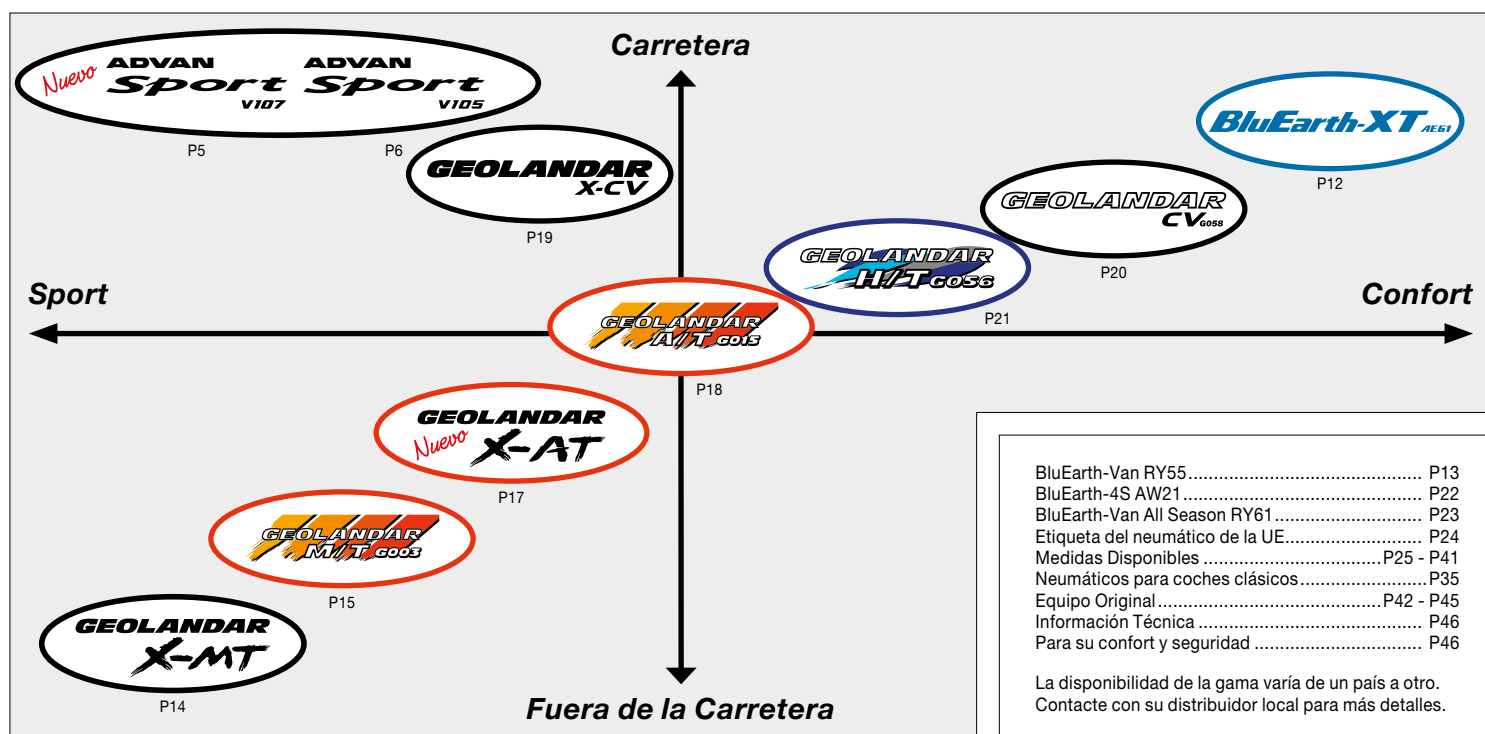 Carretera
Nuevo ADVAN Sport V107
ADVAN Sport V105
P5
P6
GEOLANDAR
X-CV
P19
BluEarth-XT AE61
P12
GEOLANDAR
CV G058
P20
GEOLANDAR
H/T G056
P21
Sport
Confort
GEOLANDAR
A/T G015
P18
GEOLANDAR
Nuevo X-AT
P17
GEOLANDAR
M/T G003
P15
GEOLANDAR
X-MT
P14
Fuera de la Carretera
BluEarth-Van RY55.............................................. P13
BluEarth-4S AW21............................................... P22
BluEarth-Van All Season RY61............................. P23
Etiqueta del neumático de la UE........................... P24
Medidas Disponibles ...................................P25 - P41
Neumáticos para coches clásicos.........................P35
Equipo Original............................................P42 - P45
Información Técnica ............................................ P46
Para su confort y seguridad ................................. P46
La disponibilidad de la gama varía de un país a otro.
Contacte con su distribuidor local para más detalles.